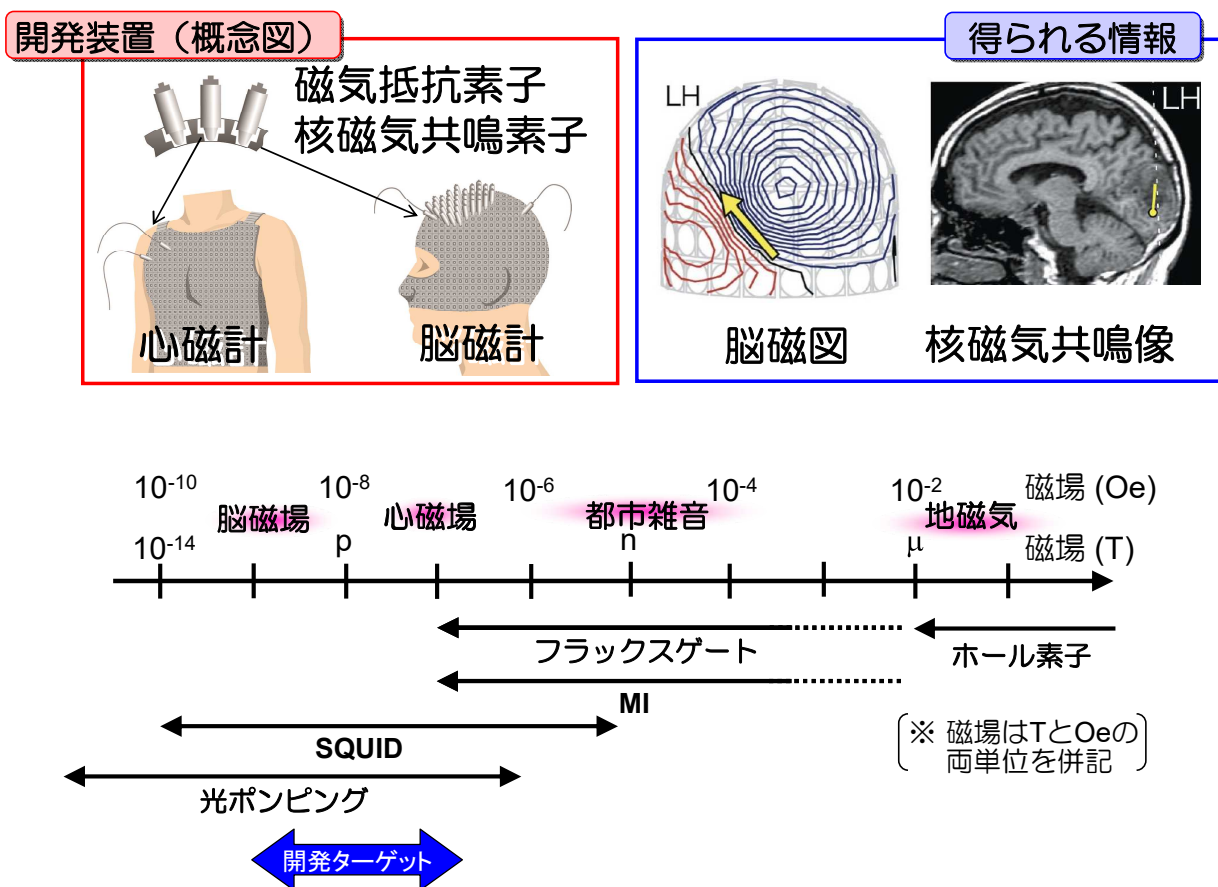 開発装置（概念図）
磁気抵抗素子
核磁気共鳴素子
心磁計
脳磁計
得られる情報
LH
LH
脳磁図
核磁気共鳴像
10⁻¹⁰ 10⁻⁸ 10⁻⁶ 10⁻⁴ 10⁻² 磁場 (Oe)
脳磁場 心磁場 都市雑音 地磁気
10⁻¹⁴ p n μ 磁場 (T)
フラックスゲート
ホール素子
MI
SQUID
※ 磁場はTとOeの
両単位を併記
光ポンピング
開発ターゲット